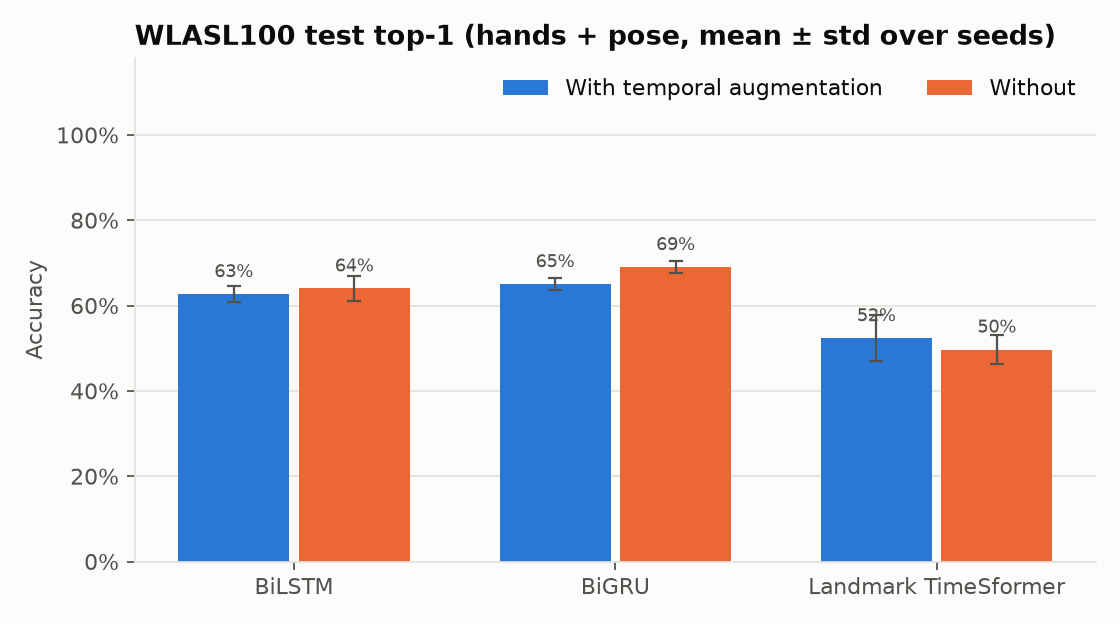 WLASL100 test top-1 (hands + pose, mean ± std over seeds)
With temporal augmentation Without
100%
80%
60%
40%
20%
0%
Accuracy
63% 64% 65% 69% 52% 50%
BiLSTM BiGRU Landmark TimeSformer